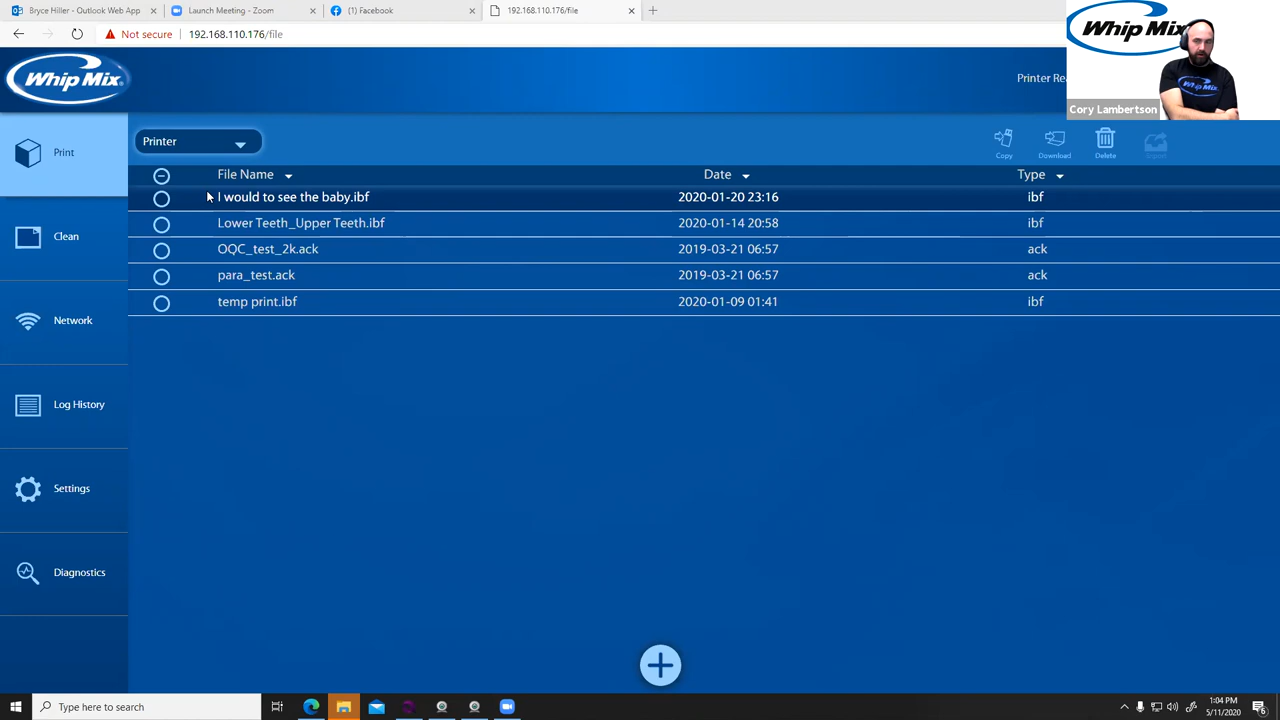 Bryce Hiller - Outlook Web App
Launch Meeting - Zoom
(1) Facebook
192.168.110.176/file
Not secure 192.168.110.176/file
Whip Mix®
Printer Rea
Whip Mix
Whip Mix
Cory Lambertson
Print
Clean
Network
Log History
Settings
Diagnostics
Printer
Copy
Download
Delete
File Name
Date
Type
I would to see the baby.ibf 2020-01-20 23:16 ibf
Lower Teeth_Upper Teeth.ibf 2020-01-14 20:58 ibf
OQC_test_2k.ack 2019-03-21 06:57 ack
para_test.ack 2019-03-21 06:57 ack
temp print.ibf 2020-01-09 01:41 ibf
Type here to search
1:04 PM
5/11/2020
6